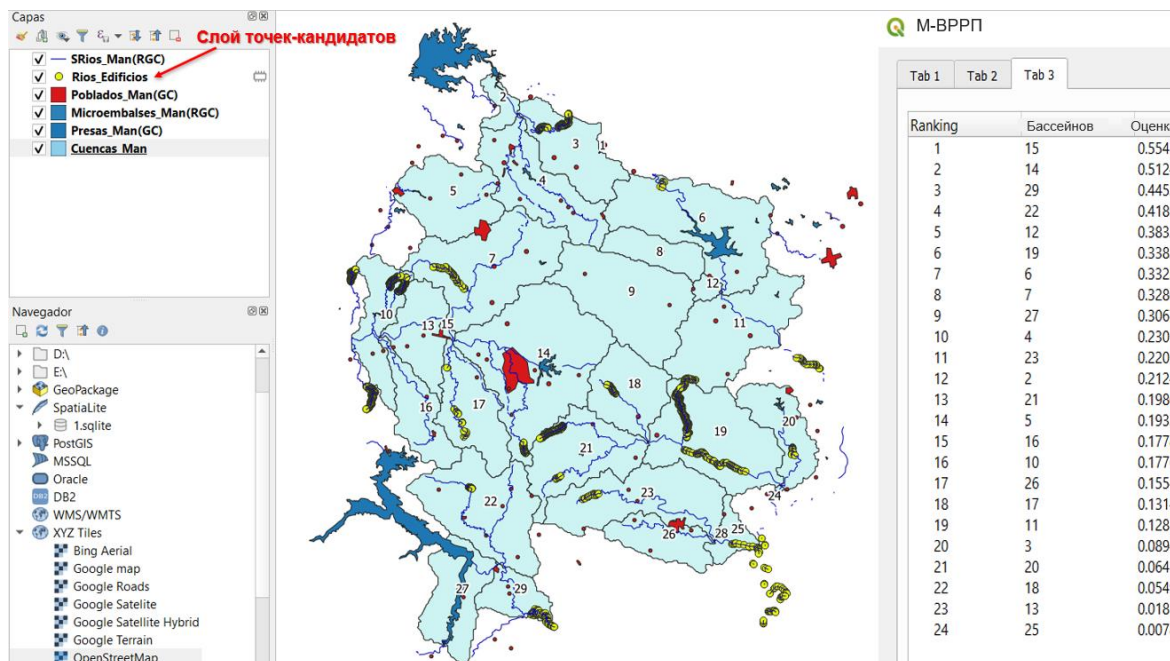 Capas
Слой точек-кандидатов
SRios_Man(RGC)
Rios_Edificios
Poblados_Man(GC)
Microembalses_Man(RGC)
Presas_Man(GC)
Cuencas_Man
Navegador
D:\
E:\
GeoPackage
SpatiaLite
1.sqlite
PostGIS
MSSQL
Oracle
DB2
DB2
WMS/WMTS
XYZ Tiles
Bing Aerial
Google map
Google Roads
Google Satelite
Google Satellite Hybrid
Google Terrain
OpenStreetMap
2
3
1
4
5
6
7
8
9
12
10
13
15
11
14
18
16
17
19
20
21
22
23
24
25
26
28
27
29
М-ВРРП
Tab 1 Tab 2 Tab 3
Ranking Бассейнов Оценк
1 15 0.554
2 14 0.512
3 29 0.445
4 22 0.418
5 12 0.383
6 19 0.338
7 6 0.332
8 7 0.328
9 27 0.306
10 4 0.230
11 23 0.220
12 2 0.212
13 21 0.198
14 5 0.193
15 16 0.177
16 10 0.177
17 26 0.155
18 17 0.131
19 11 0.128
20 3 0.089
21 20 0.064
22 18 0.054
23 13 0.018
24 25 0.007